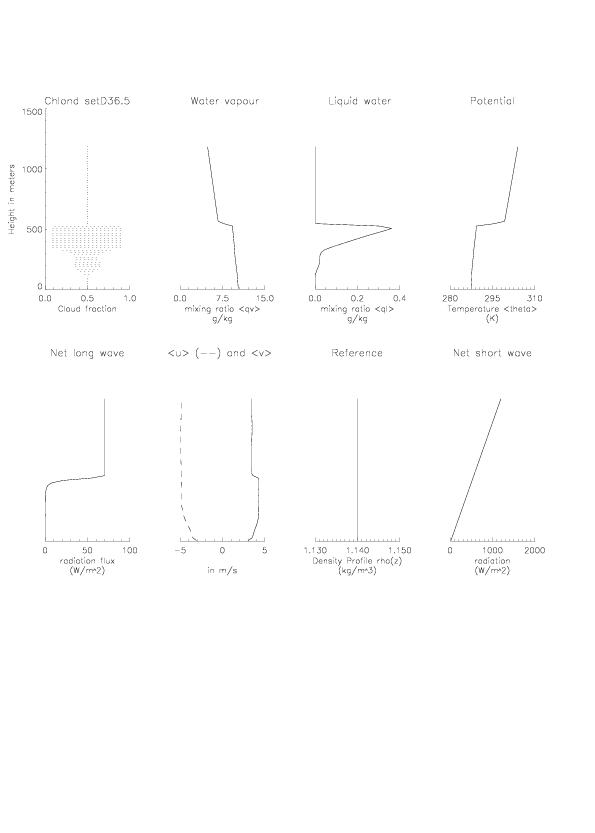 Chlond setD36.5
Water vapour
Liquid water
Potential
1500
1000
500
0
Height in meters
0.0 0.5 1.0
Cloud fraction
0.0 7.5 15.0
mixing ratio <qv>
g/kg
0.0 0.2 0.4
mixing ratio <ql>
g/kg
280 295 310
Temperature <theta>
(K)
Net long wave
<u> (--) and <v>
Reference
Net short wave
0 50 100
radiation flux
(W/m^2)
-5 0 5
in m/s
1.130 1.140 1.150
Density Profile rho(z)
(kg/m^3)
0 1000 2000
radiation
(W/m^2)